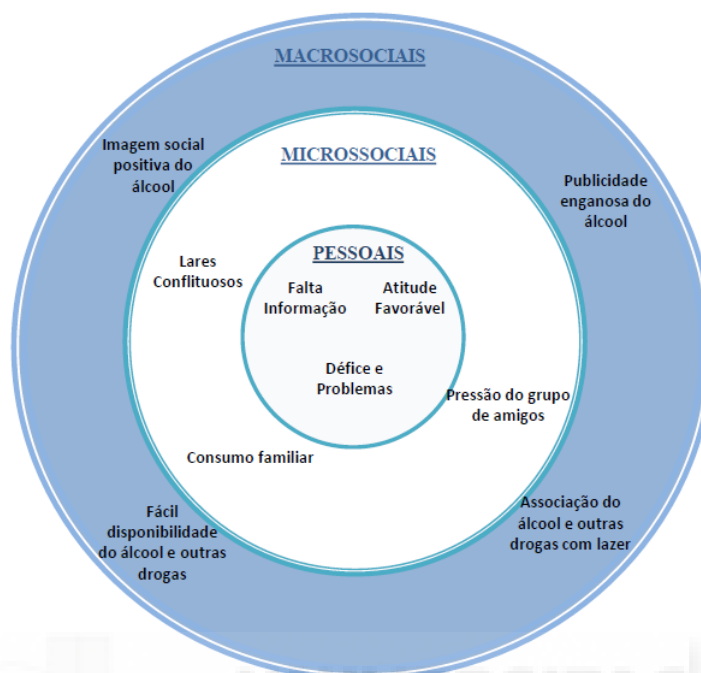 MACROSOCIAIS
Imagem social
positiva do
álcool
MICROSSOCIAIS
Publicidade
enganosa do
álcool
PESSOAIS
Lares
Conflituosos
Falta
Informação
Atitude
Favorável
Défice e
Problemas
Pressão do grupo
de amigos
Consumo familiar
Fácil
disponibilidade
do álcool e outras
drogas
Associação do
álcool e outras
drogas com lazer